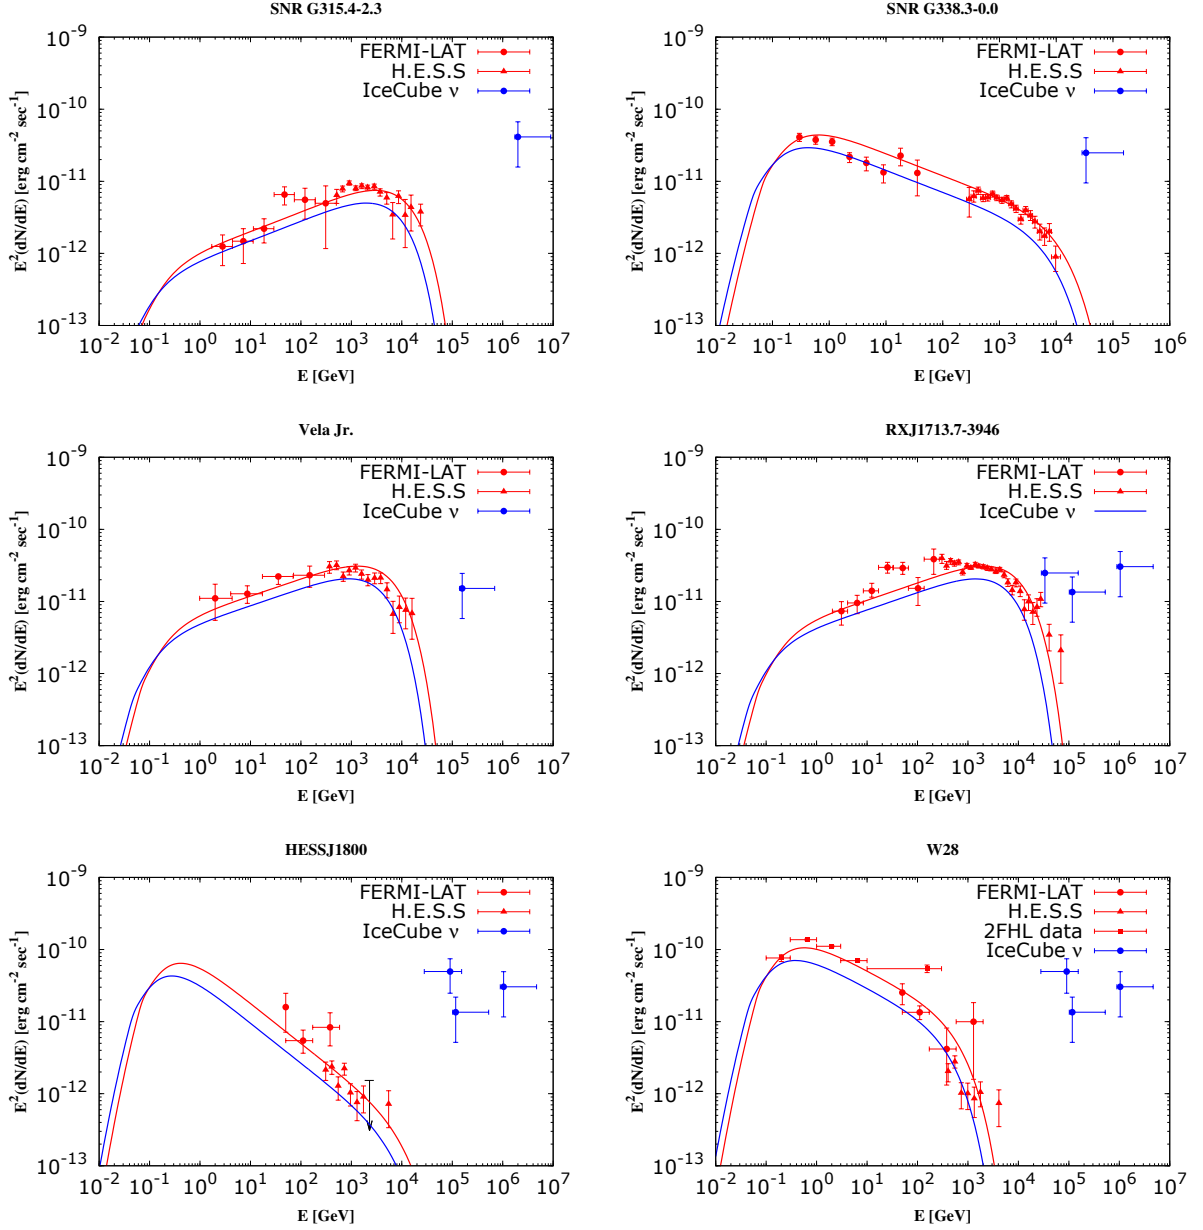 SNR G315.4-2.3
E²(dN/dE) [erg cm⁻² sec⁻¹]
10⁻⁹
10⁻¹⁰
10⁻¹¹
10⁻¹²
10⁻¹³
FERMI-LAT
H.E.S.S
IceCube ν
10⁻² 10⁻¹ 10⁰ 10¹ 10² 10³ 10⁴ 10⁵ 10⁶ 10⁷
E [GeV]
SNR G338.3-0.0
E²(dN/dE) [erg cm⁻² sec⁻¹]
10⁻⁹
10⁻¹⁰
10⁻¹¹
10⁻¹²
10⁻¹³
FERMI-LAT
H.E.S.S
IceCube ν
10⁻² 10⁻¹ 10⁰ 10¹ 10² 10³ 10⁴ 10⁵ 10⁶
E [GeV]
Vela Jr.
E²(dN/dE) [erg cm⁻² sec⁻¹]
10⁻⁹
10⁻¹⁰
10⁻¹¹
10⁻¹²
10⁻¹³
FERMI-LAT
H.E.S.S
IceCube ν
10⁻² 10⁻¹ 10⁰ 10¹ 10² 10³ 10⁴ 10⁵ 10⁶ 10⁷
E [GeV]
RXJ1713.7-3946
E²(dN/dE) [erg cm⁻² sec⁻¹]
10⁻⁹
10⁻¹⁰
10⁻¹¹
10⁻¹²
10⁻¹³
FERMI-LAT
H.E.S.S
IceCube ν
10⁻² 10⁻¹ 10⁰ 10¹ 10² 10³ 10⁴ 10⁵ 10⁶ 10⁷
E [GeV]
HESSJ1800
E²(dN/dE) [erg cm⁻² sec⁻¹]
10⁻⁹
10⁻¹⁰
10⁻¹¹
10⁻¹²
10⁻¹³
FERMI-LAT
H.E.S.S
IceCube ν
10⁻² 10⁻¹ 10⁰ 10¹ 10² 10³ 10⁴ 10⁵ 10⁶ 10⁷
E [GeV]
W28
E²(dN/dE) [erg cm⁻² sec⁻¹]
10⁻⁹
10⁻¹⁰
10⁻¹¹
10⁻¹²
10⁻¹³
FERMI-LAT
H.E.S.S
2FHL data
IceCube ν
10⁻² 10⁻¹ 10⁰ 10¹ 10² 10³ 10⁴ 10⁵ 10⁶ 10⁷
E [GeV]